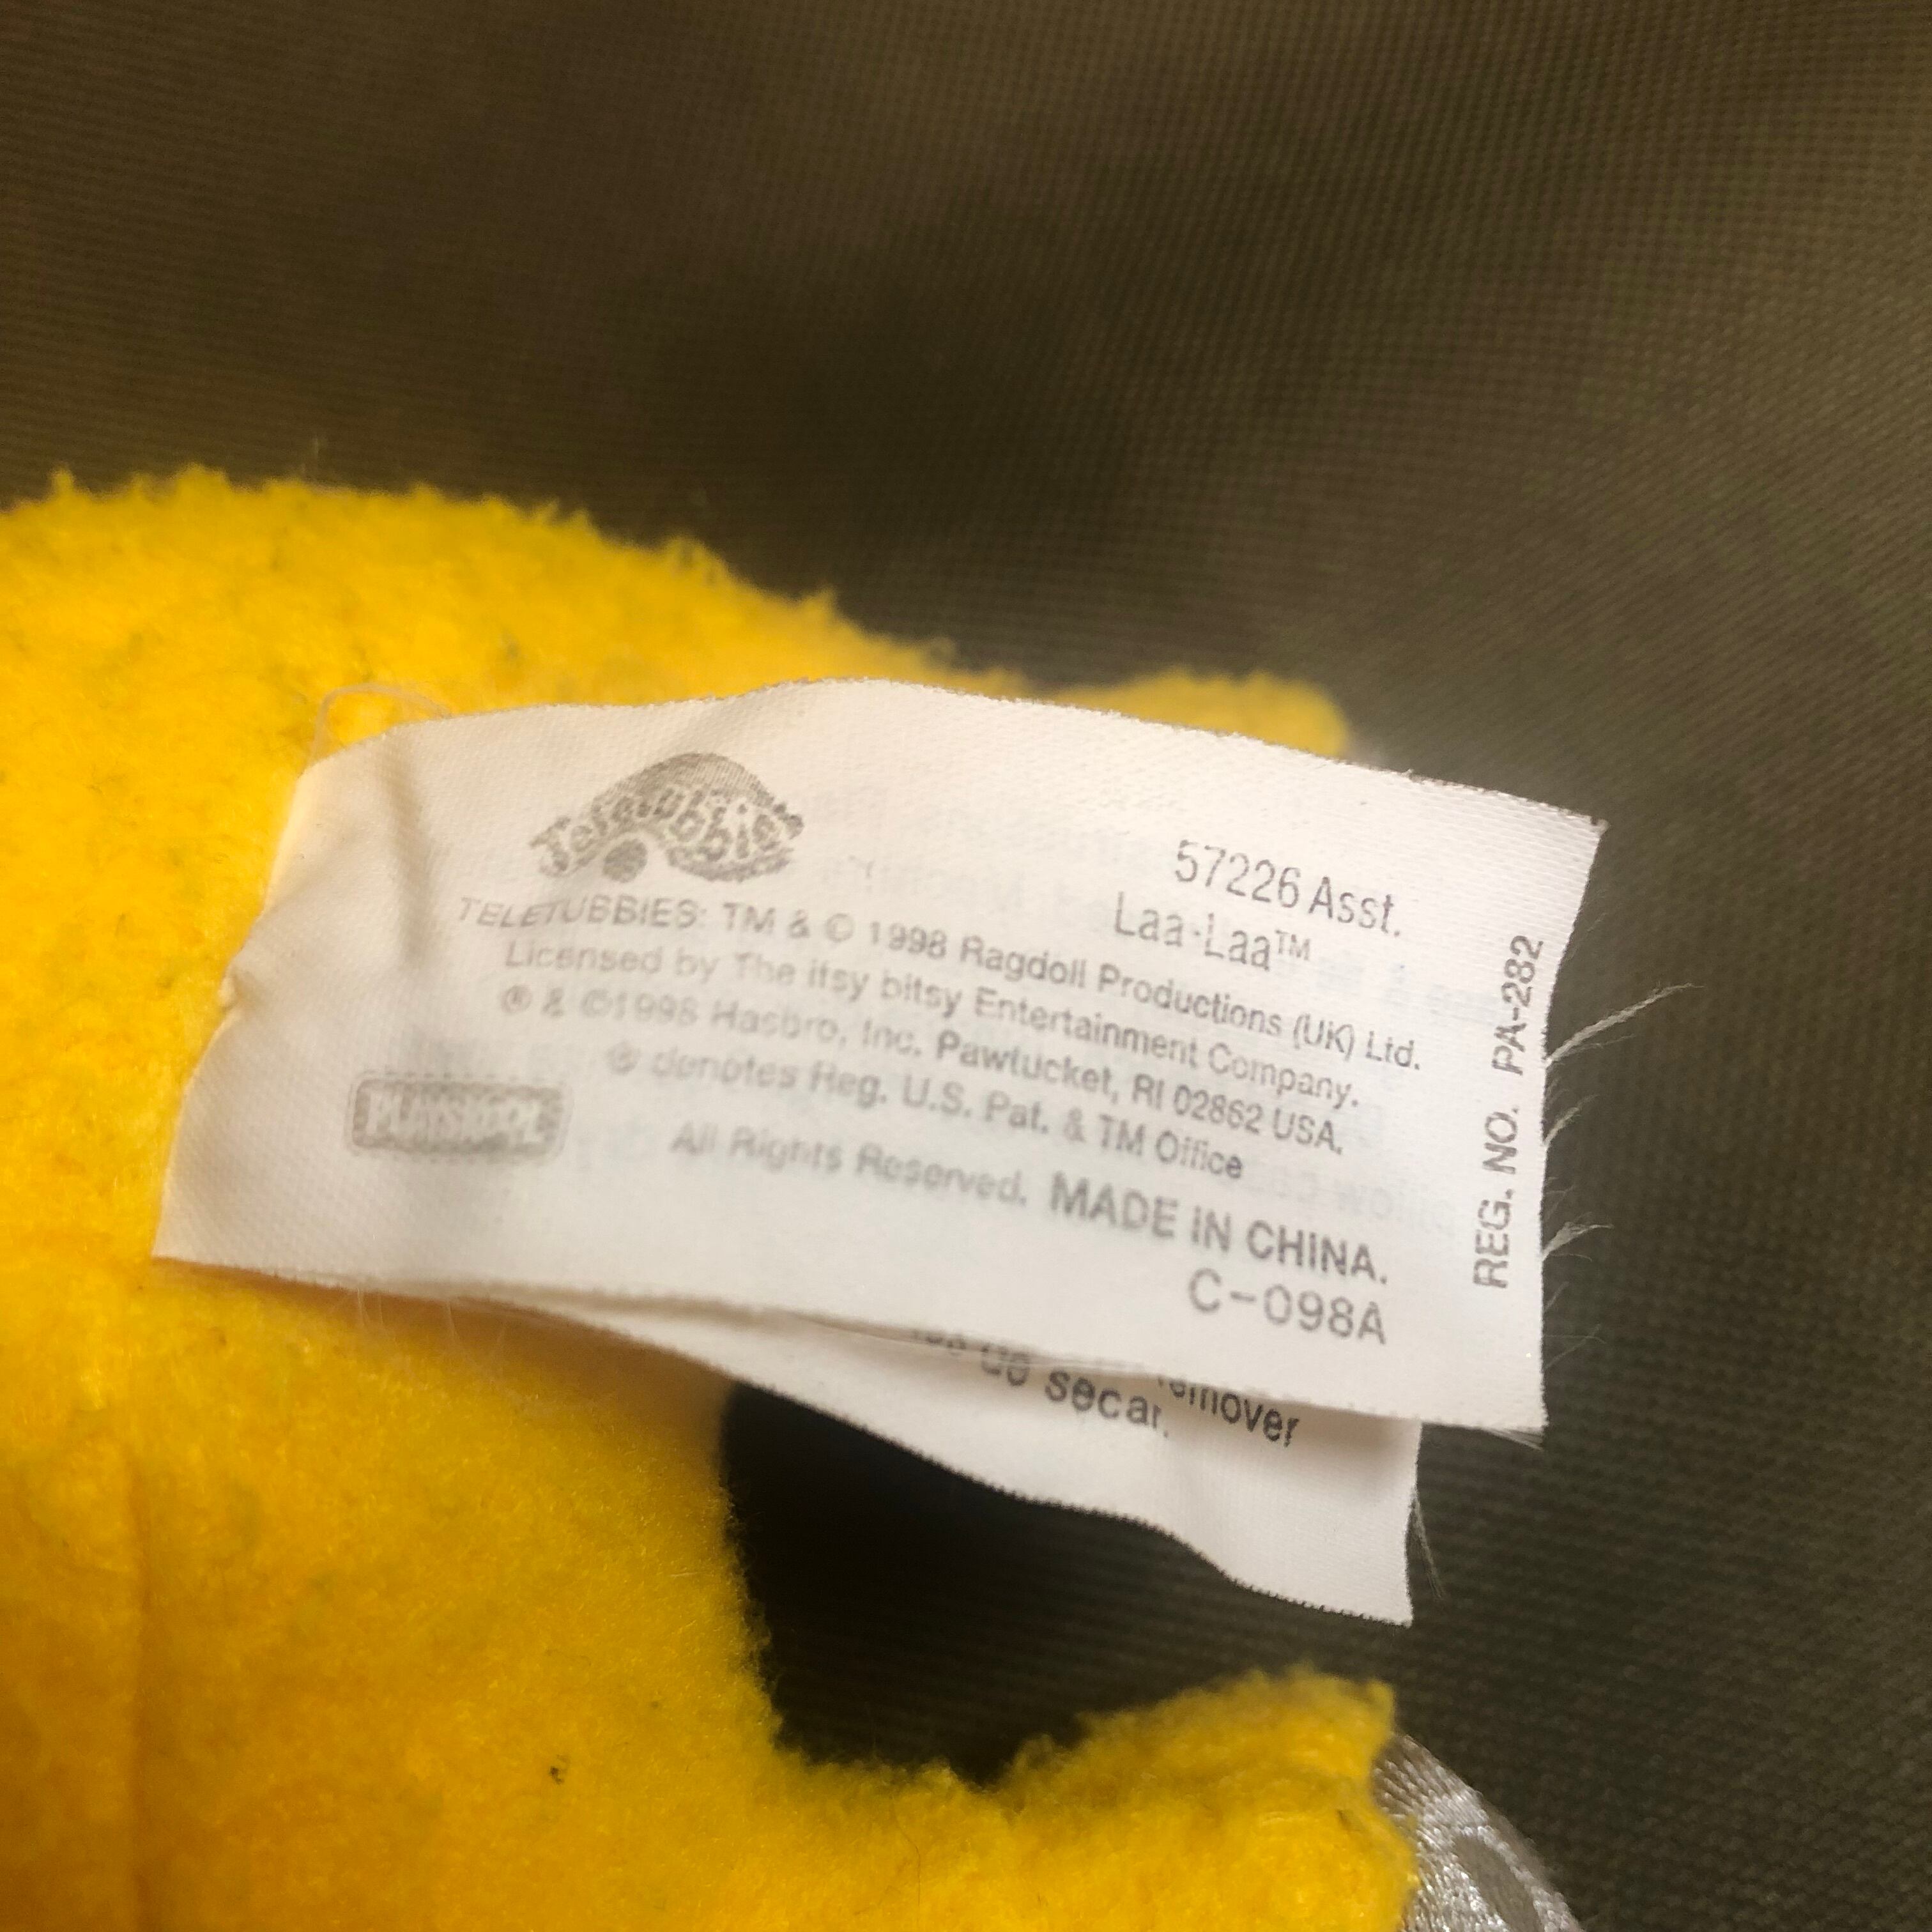 Teletubbies
57226 Asst.
Laa-Laa™
TELETUBBIES: TM & © 1998 Ragdoll Productions (UK) Ltd.
Licensed by The itsy bitsy Entertainment Company.
® & ©1998 Hasbro, Inc. Pawtucket, RI 02862 USA.
® denotes Reg. U.S. Pat. & TM Office
PLAYSKOOL
All Rights Reserved. MADE IN CHINA.
C-098A
REG. NO. PA-282
remover
de secar.